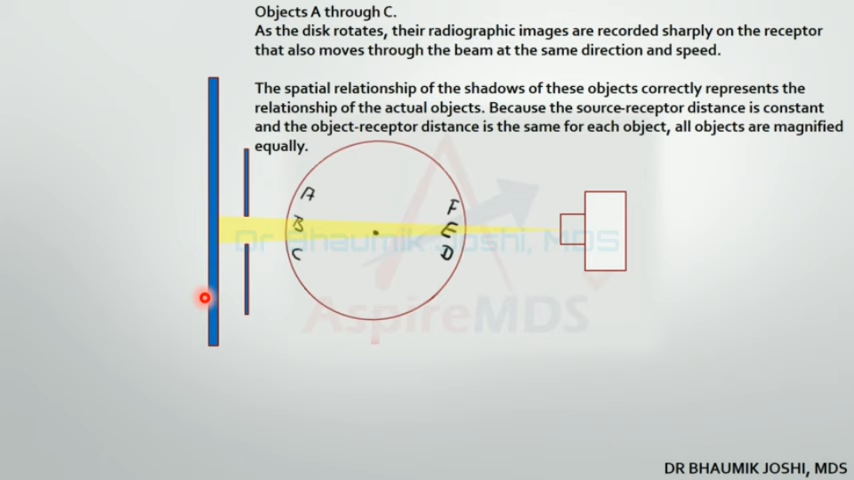 Objects A through C.
As the disk rotates, their radiographic images are recorded sharply on the receptor
that also moves through the beam at the same direction and speed.
The spatial relationship of the shadows of these objects correctly represents the
relationship of the actual objects. Because the source-receptor distance is constant
and the object-receptor distance is the same for each object, all objects are magnified
equally.
A
F
B
E
C
D
Dr Bhaumik Joshi, MDS
AspireMDS
DR BHAUMIK JOSHI, MDS